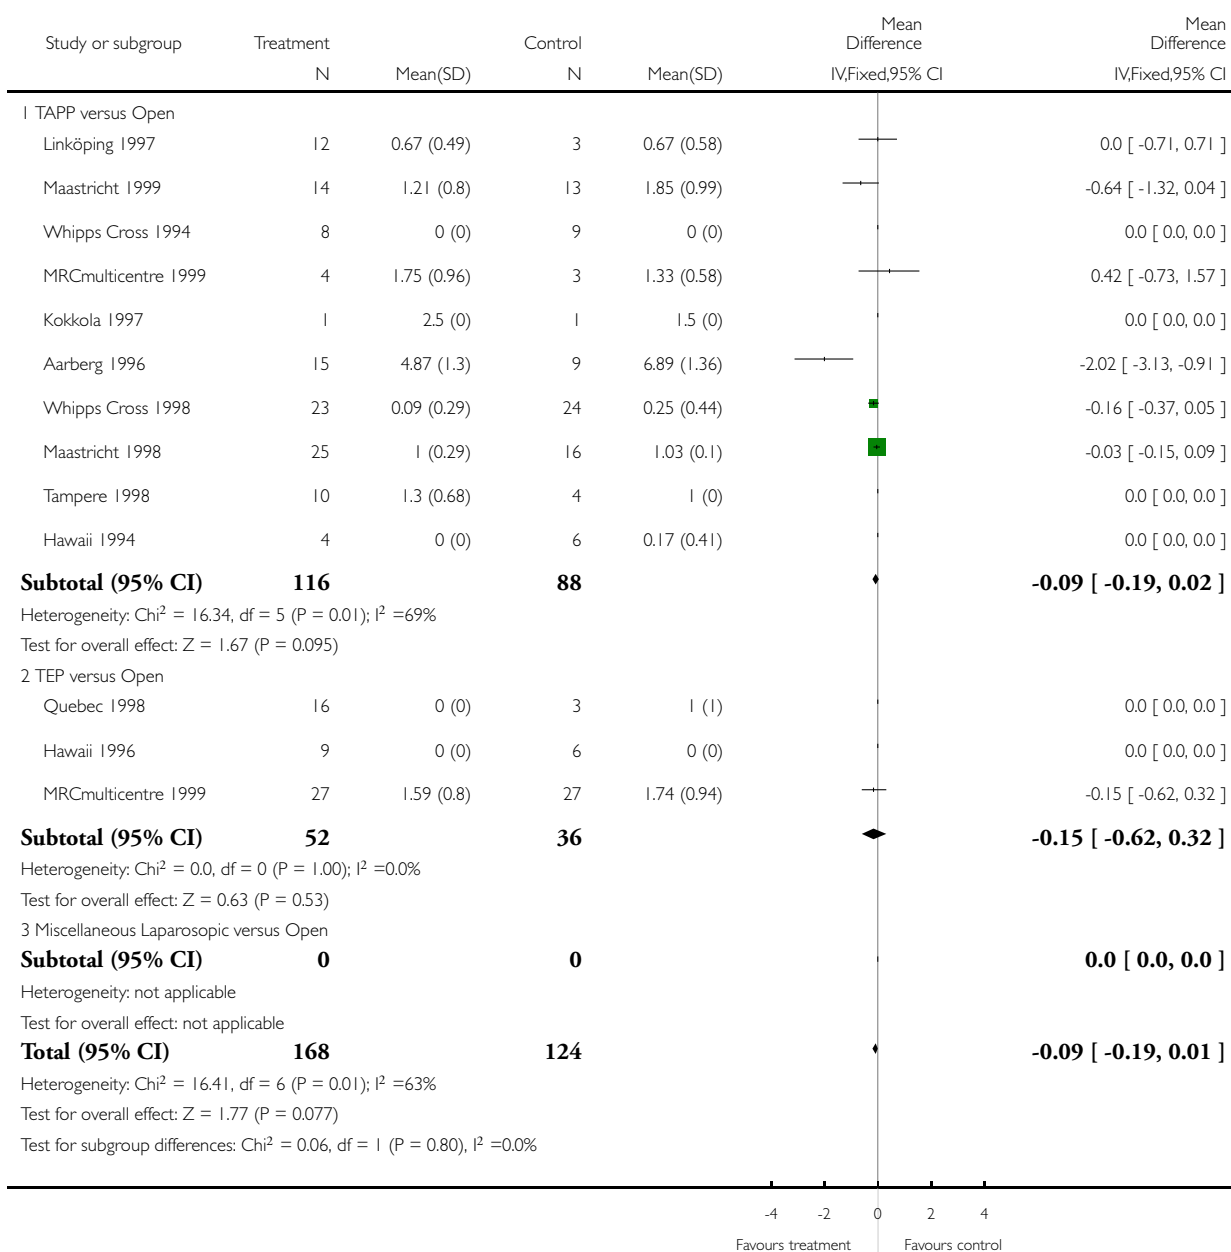 Study or subgroup Treatment Control Mean Difference Mean Difference
N Mean(SD) N Mean(SD) IV,Fixed,95% CI IV,Fixed,95% CI
1 TAPP versus Open
Linköping 1997 12 0.67 (0.49) 3 0.67 (0.58) 0.0 [ -0.71, 0.71 ]
Maastricht 1999 14 1.21 (0.8) 13 1.85 (0.99) -0.64 [ -1.32, 0.04 ]
Whipps Cross 1994 8 0 (0) 9 0 (0) 0.0 [ 0.0, 0.0 ]
MRCmulticentre 1999 4 1.75 (0.96) 3 1.33 (0.58) 0.42 [ -0.73, 1.57 ]
Kokkola 1997 1 2.5 (0) 1 1.5 (0) 0.0 [ 0.0, 0.0 ]
Aarberg 1996 15 4.87 (1.3) 9 6.89 (1.36) -2.02 [ -3.13, -0.91 ]
Whipps Cross 1998 23 0.09 (0.29) 24 0.25 (0.44) -0.16 [ -0.37, 0.05 ]
Maastricht 1998 25 1 (0.29) 16 1.03 (0.1) -0.03 [ -0.15, 0.09 ]
Tampere 1998 10 1.3 (0.68) 4 1 (0) 0.0 [ 0.0, 0.0 ]
Hawaii 1994 4 0 (0) 6 0.17 (0.41) 0.0 [ 0.0, 0.0 ]
Subtotal (95% CI) 116 88 -0.09 [ -0.19, 0.02 ]
Heterogeneity: Chi² = 16.34, df = 5 (P = 0.01); I² =69%
Test for overall effect: Z = 1.67 (P = 0.095)
2 TEP versus Open
Quebec 1998 16 0 (0) 3 1 (1) 0.0 [ 0.0, 0.0 ]
Hawaii 1996 9 0 (0) 6 0 (0) 0.0 [ 0.0, 0.0 ]
MRCmulticentre 1999 27 1.59 (0.8) 27 1.74 (0.94) -0.15 [ -0.62, 0.32 ]
Subtotal (95% CI) 52 36 -0.15 [ -0.62, 0.32 ]
Heterogeneity: Chi² = 0.0, df = 0 (P = 1.00); I² =0.0%
Test for overall effect: Z = 0.63 (P = 0.53)
3 Miscellaneous Laparosopic versus Open
Subtotal (95% CI) 0 0 0.0 [ 0.0, 0.0 ]
Heterogeneity: not applicable
Test for overall effect: not applicable
Total (95% CI) 168 124 -0.09 [ -0.19, 0.01 ]
Heterogeneity: Chi² = 16.41, df = 6 (P = 0.01); I² =63%
Test for overall effect: Z = 1.77 (P = 0.077)
Test for subgroup differences: Chi² = 0.06, df = 1 (P = 0.80), I² =0.0%
-4 -2 0 2 4
Favours treatment Favours control